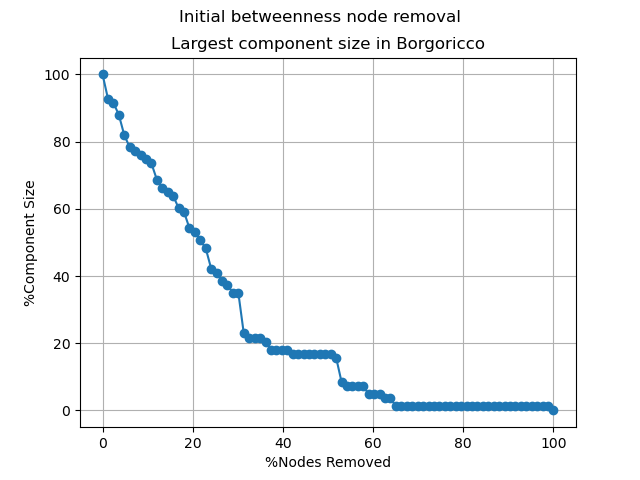 Initial betweenness node removal
Largest component size in Borgoricco
100
80
60
40
20
0
%Component Size
0 20 40 60 80 100
%Nodes Removed